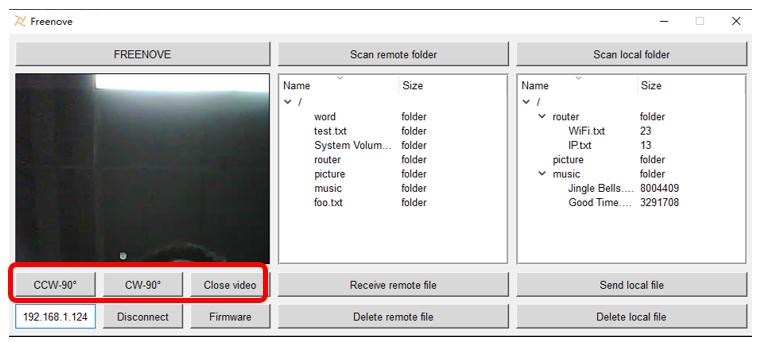 Freenove
FREENOVE
Scan remote folder
Scan local folder
Name Size
/
word folder
test.txt folder
System Volum... folder
router folder
picture folder
music folder
foo.txt folder
Name Size
/
router folder
WiFi.txt 23
IP.txt 13
picture folder
music folder
Jingle Bells.... 8004409
Good Time.... 3291708
CCW-90° CW-90° Close video
Receive remote file
Send local file
192.168.1.124 Disconnect Firmware
Delete remote file
Delete local file